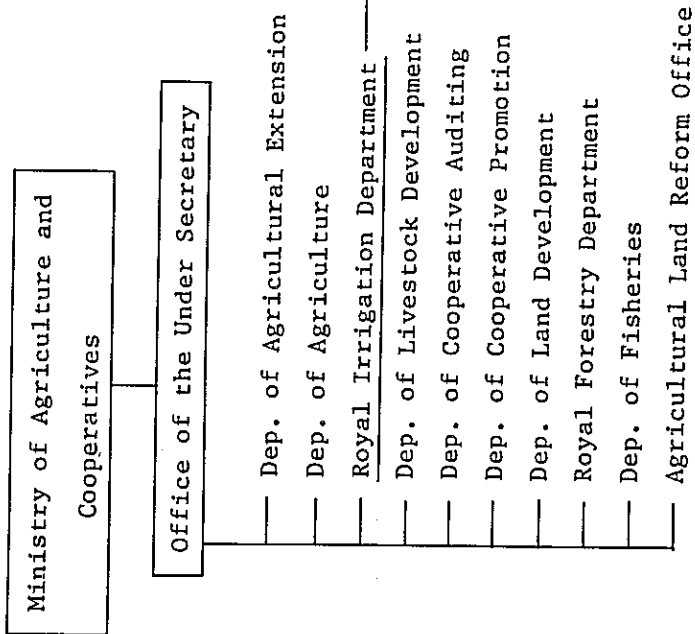 Ministry of Agriculture and
Cooperatives
Office of the Under Secretary
Dep. of Agricultural Extension
Dep. of Agriculture
Royal Irrigation Department
Dep. of Livestock Development
Dep. of Cooperative Auditing
Dep. of Cooperative Promotion
Dep. of Land Development
Royal Forestry Department
Dep. of Fisheries
Agricultural Land Reform Office